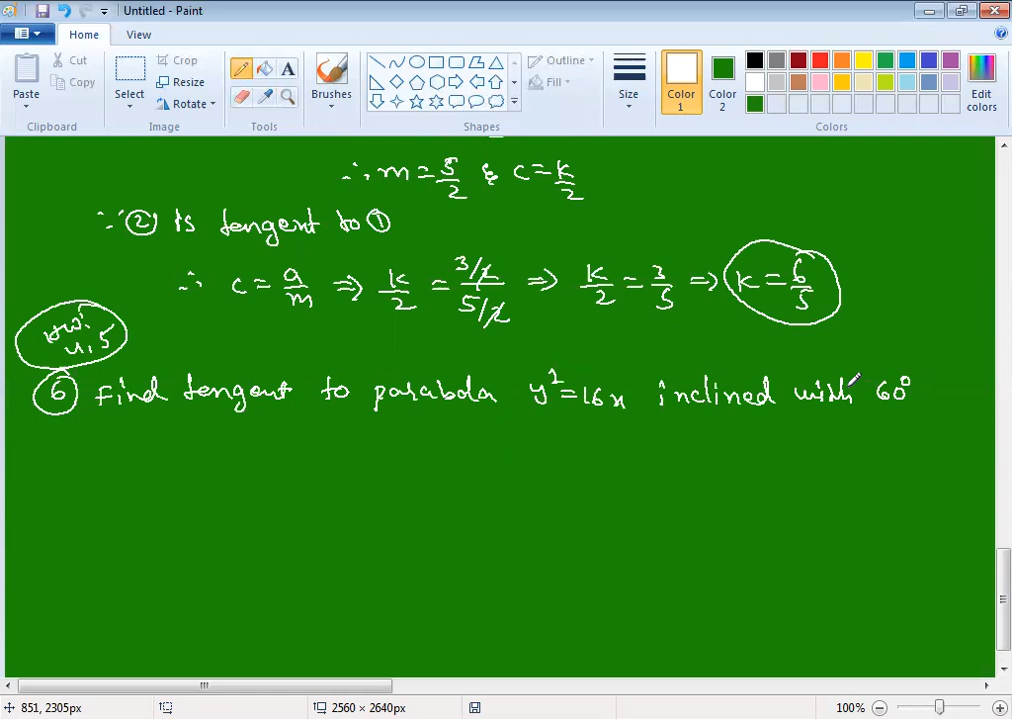 Untitled - Paint
Home View
Paste Cut Copy Select Crop Resize Rotate A Brushes Outline Fill Size Color 1 Color 2 Edit colors
Clipboard Image Tools Shapes Colors
∴ m = 5/2 & c = k/2
∵ ② is tangent to ①
∴ c = a/m ⇒ k/2 = (3/2)/(5/2) ⇒ k/2 = 3/5 ⇒ k = 6/5
⑥ Find tangent to parabola y² = 16x inclined with 60°
851, 2305px 2560 × 2640px 100%